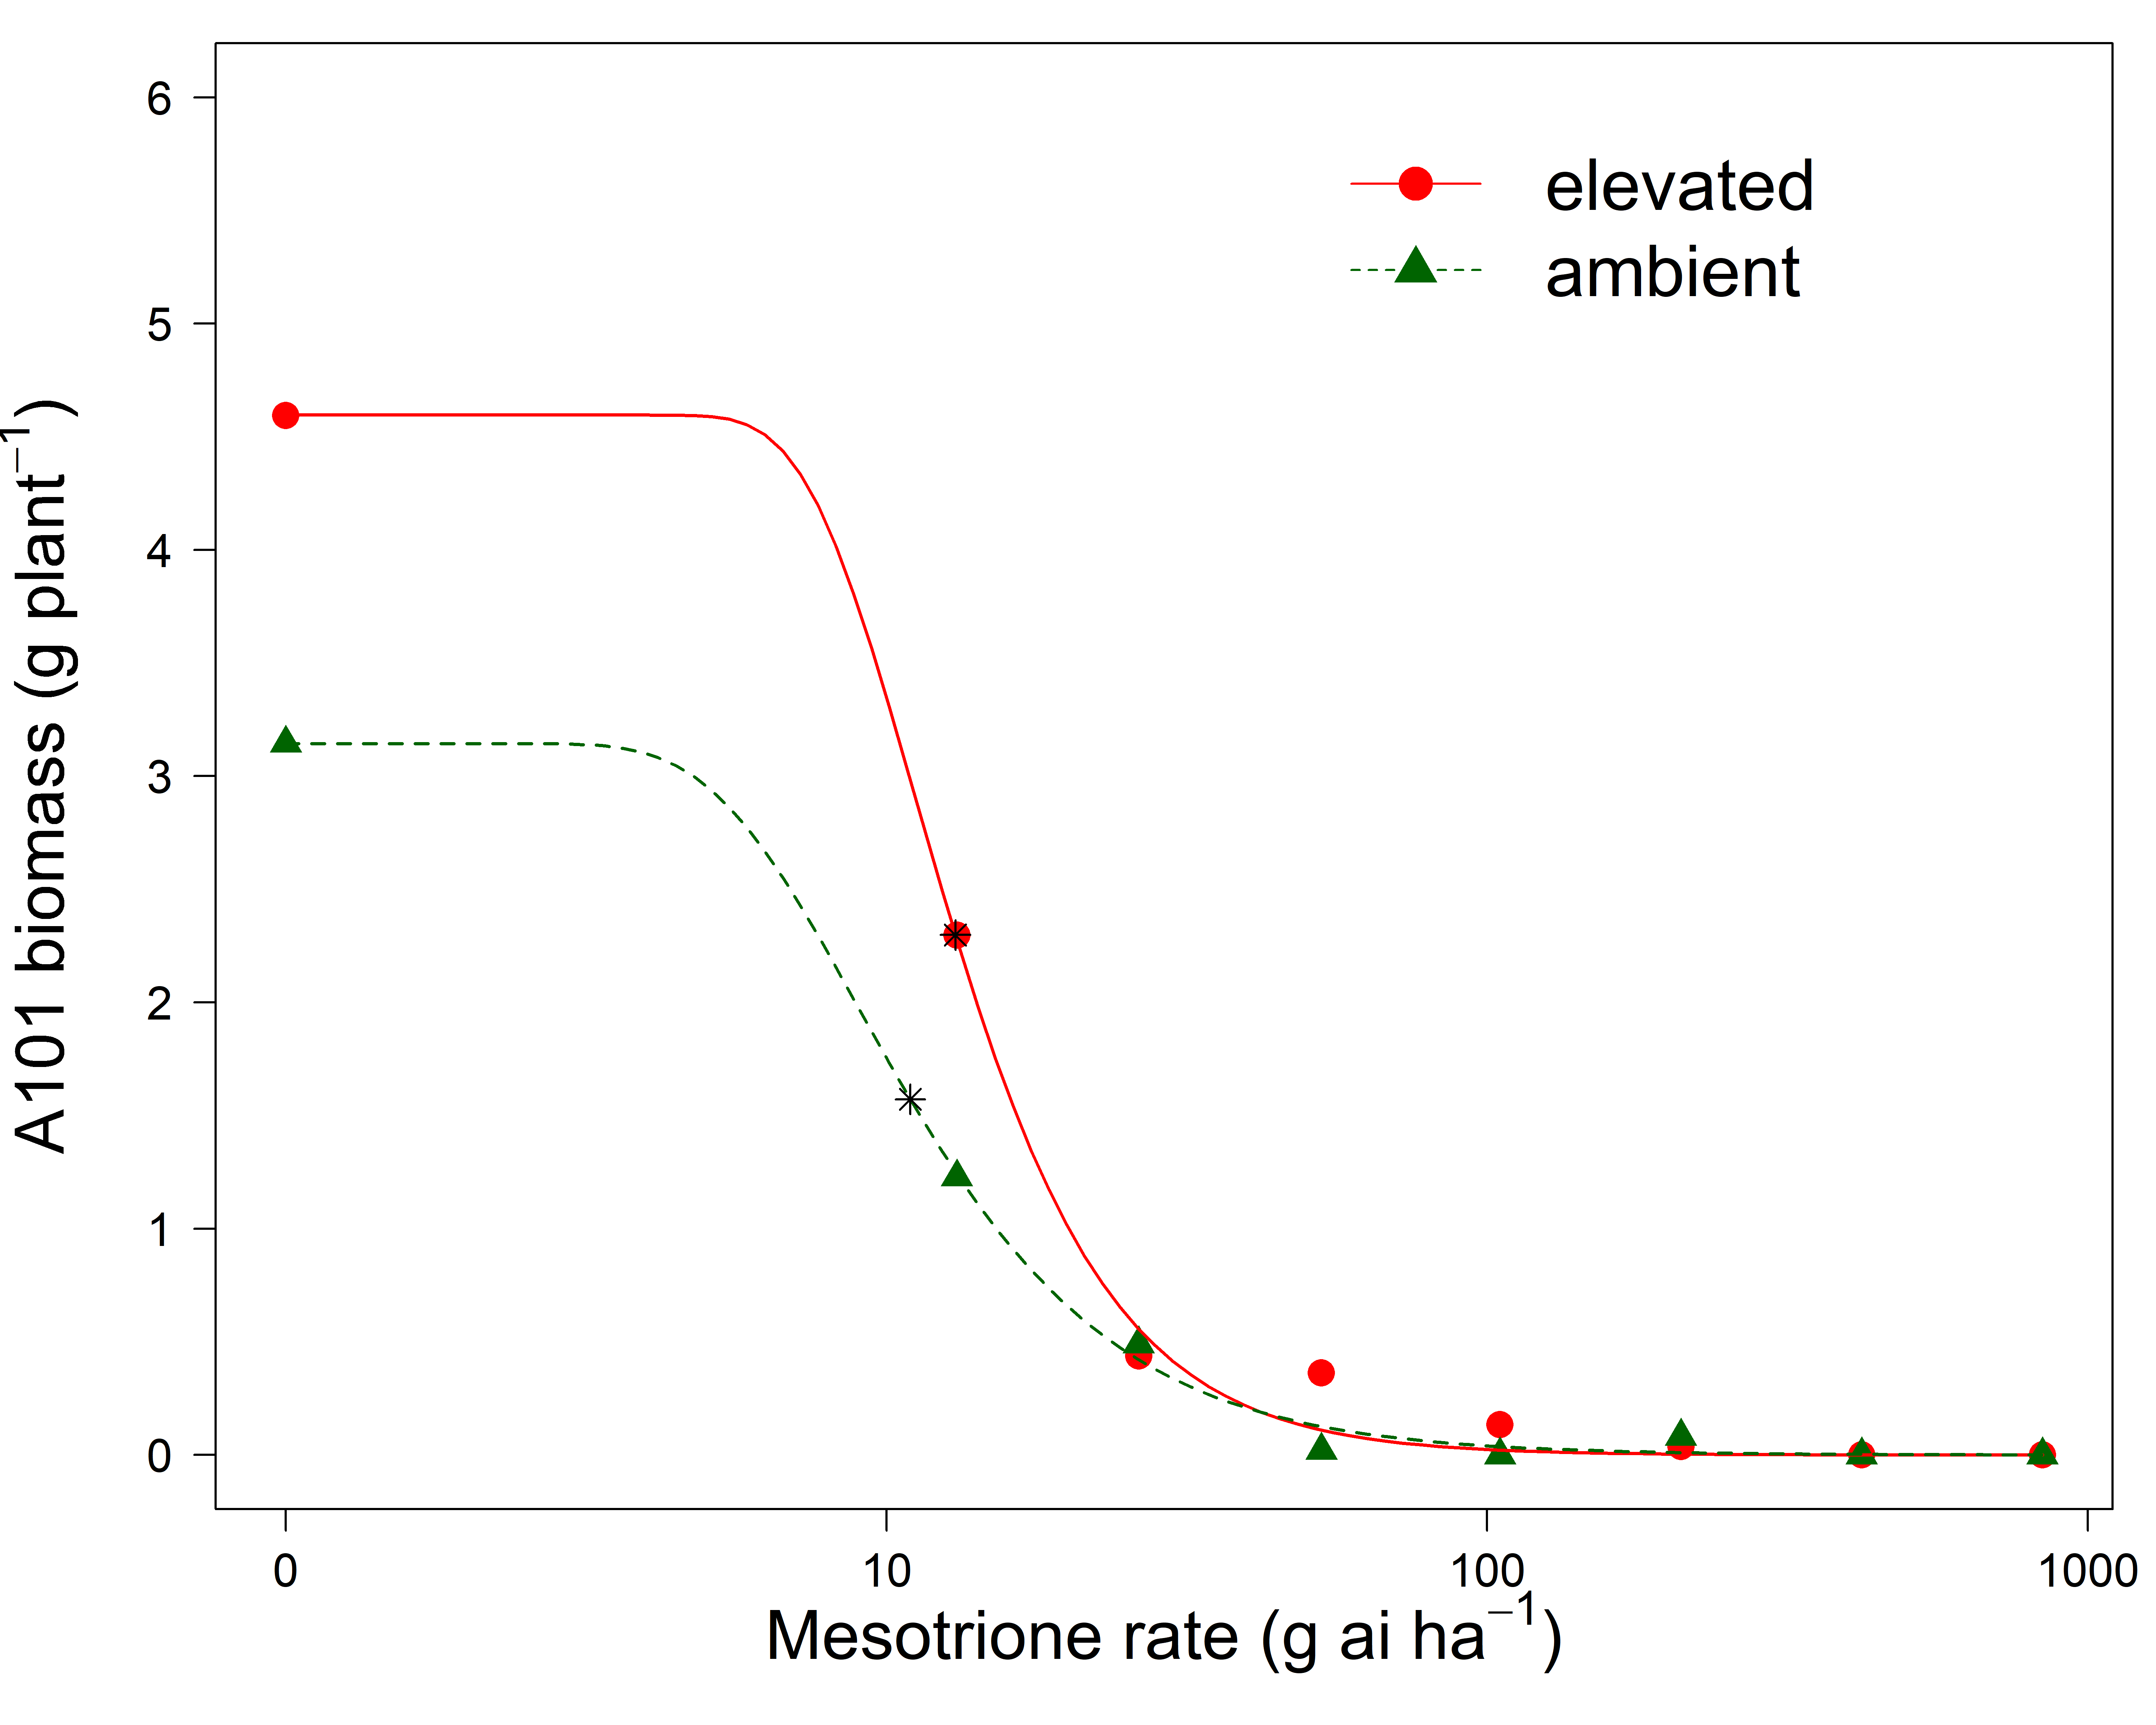 6
5
4
3
2
1
0
A101 biomass (g plant⁻¹)
elevated
ambient
0 10 100 1000
Mesotrione rate (g ai ha⁻¹)